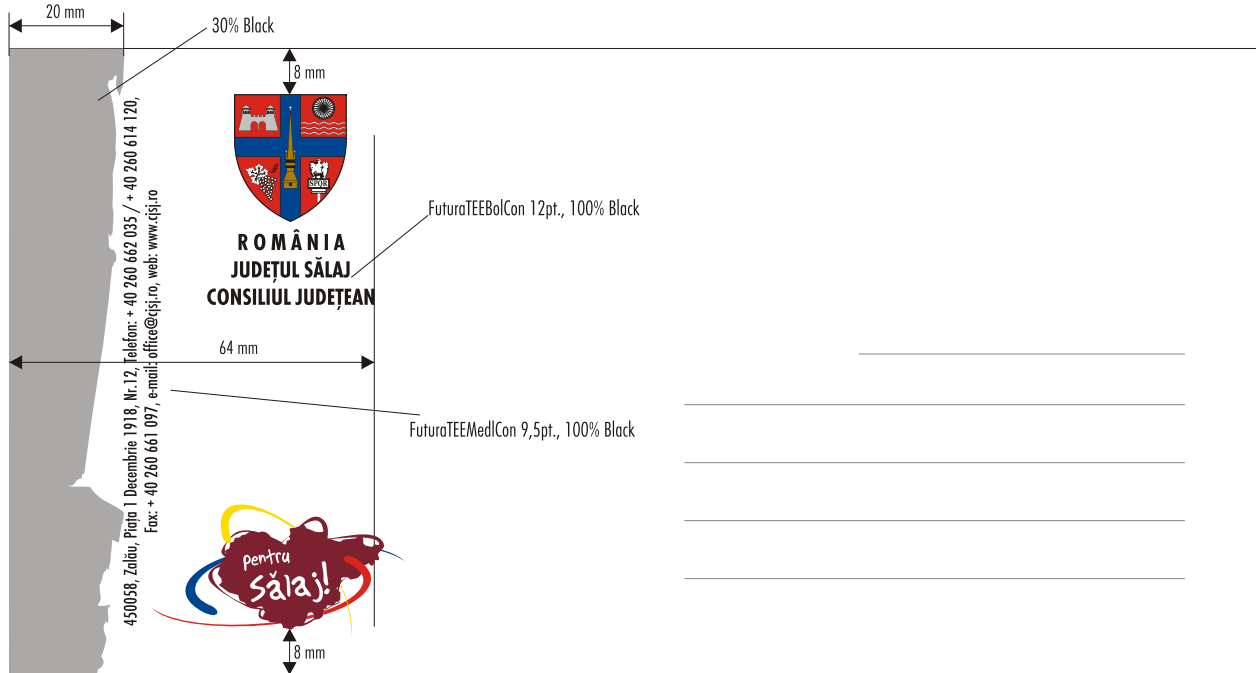 20 mm
30% Black
8 mm
SPQR
FuturaTEEBolCon 12pt., 100% Black
ROMÂNIA
JUDEȚUL SĂLAJ
CONSILIUL JUDEȚEAN
64 mm
FuturaTEEMedlCon 9,5pt., 100% Black
450058, Zalău, Piața 1 Decembrie 1918, Nr.12, Telefon: + 40 260 662 035 / + 40 260 614 120,
Fax: + 40 260 661 097, e-mail: office@cjsj.ro, web: www.cjsj.ro
pentru
Sălaj!
8 mm